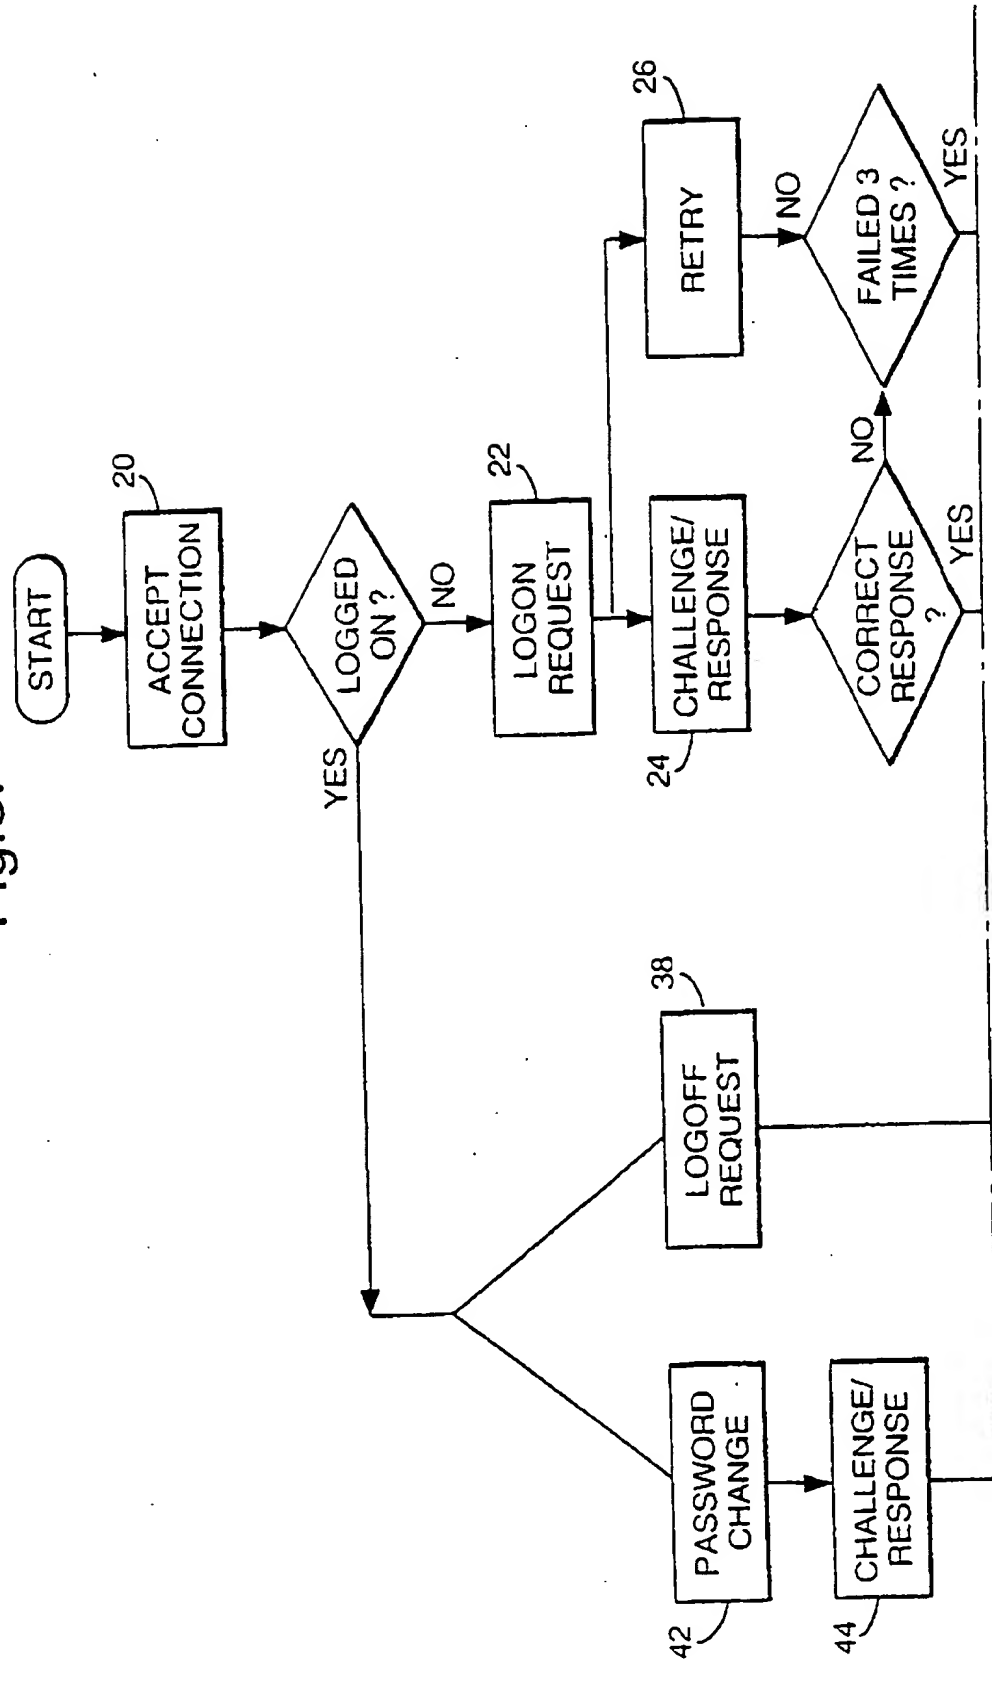 START
20
ACCEPT
CONNECTION
LOGGED
ON ?
YES
NO
22
LOGON
REQUEST
26
RETRY
NO
24
CHALLENGE/
RESPONSE
CORRECT
RESPONSE
?
NO
YES
FAILED 3
TIMES ?
YES
38
LOGOFF
REQUEST
42
PASSWORD
CHANGE
44
CHALLENGE/
RESPONSE